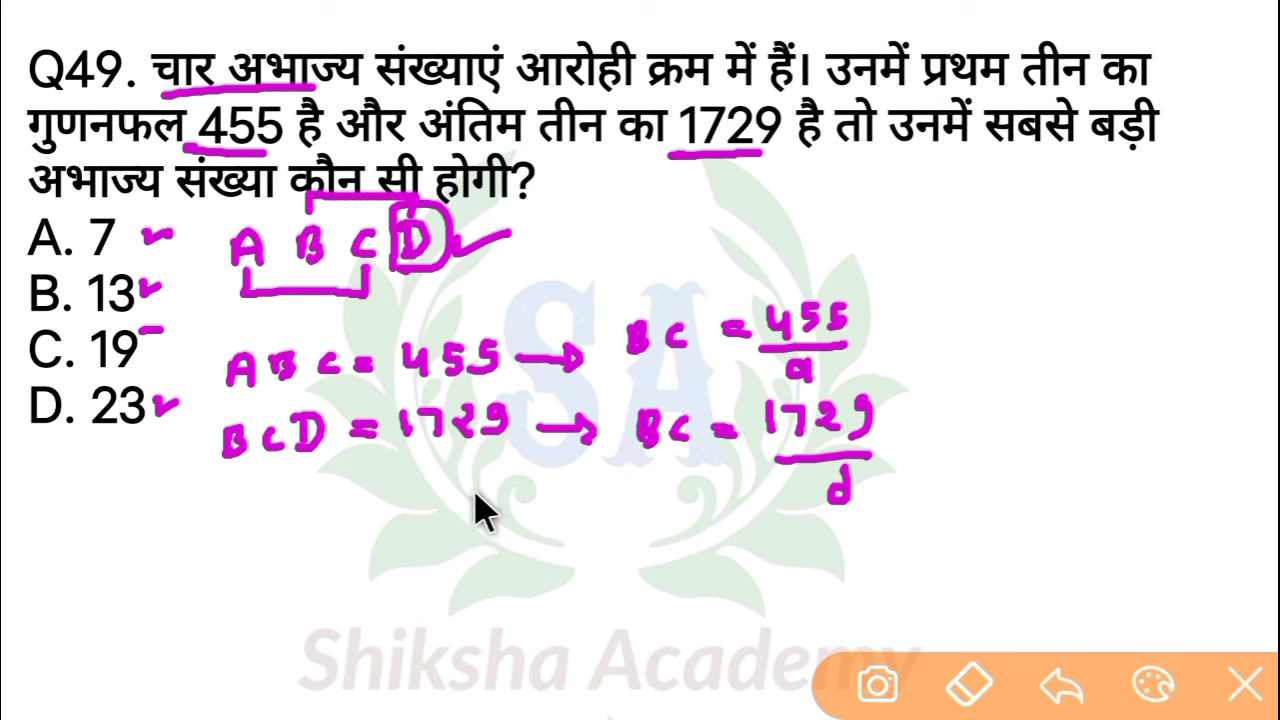 Q49. चार अभाज्य संख्याएं आरोही क्रम में हैं। उनमें प्रथम तीन का
गुणनफल 455 है और अंतिम तीन का 1729 है तो उनमें सबसे बड़ी
अभाज्य संख्या कौन सी होगी?
A. 7
B. 13
C. 19
D. 23
A B C D
ABC = 455 → BC = 455/a
BCD = 1729 → BC = 1729/d
SA
Shiksha Academy